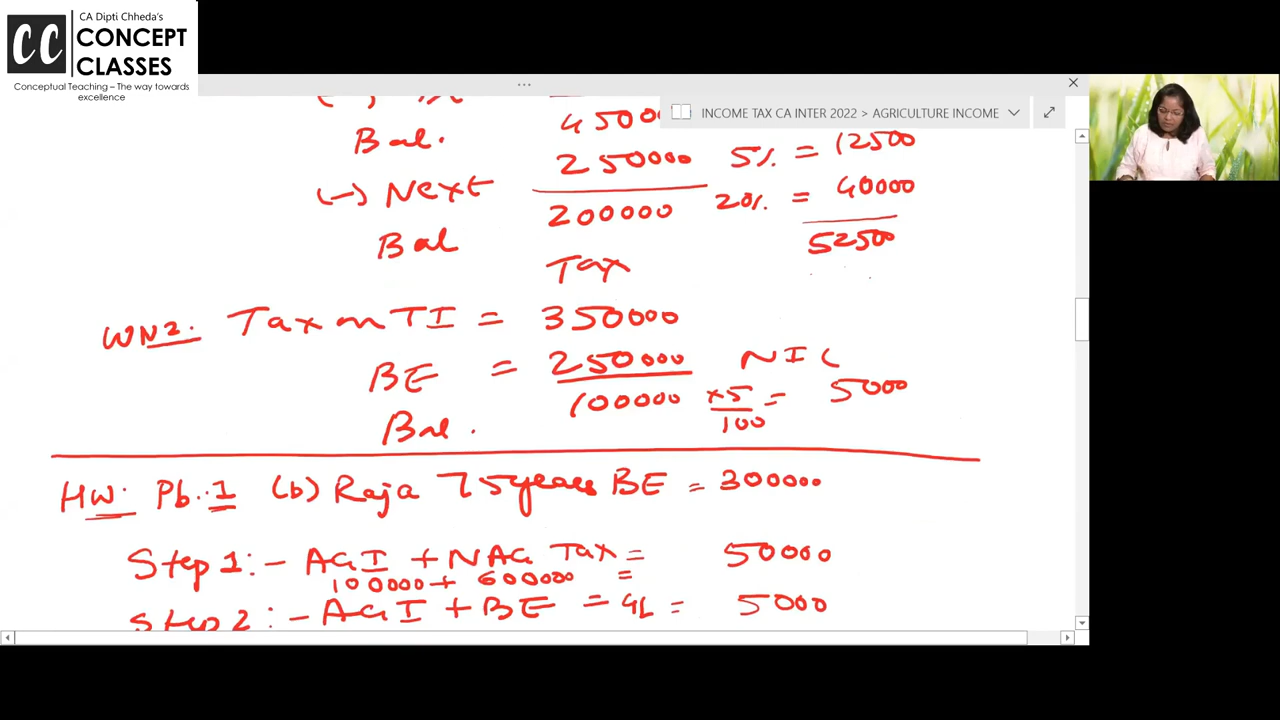 CA Dipti Chheda's
CONCEPT
CLASSES
Conceptual Teaching – The way towards
excellence
INCOME TAX CA INTER 2022 > AGRICULTURE INCOME
Bal. 45000
(-) Next 250000 5% = 12500
Bal 200000 20% = 40000
Tax 52500
WN2. Tax on TI = 350000
BE = 250000 NIL
Bal. 100000 x5/100 = 5000
HW: Pb. 1 (b) Raja 75 years BE = 300000
Step 1:- AGI + NAG Tax = 50000
100000 + 600000 =
Step 2:- AGI + BE = 4L = 5000